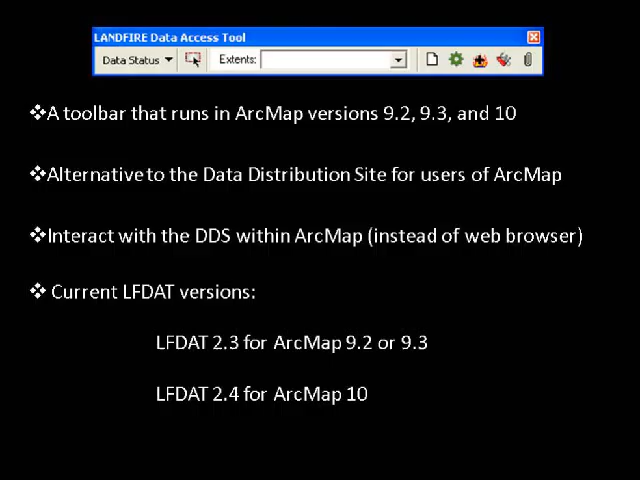 LANDFIRE Data Access Tool
Data Status Extents:
A toolbar that runs in ArcMap versions 9.2, 9.3, and 10
Alternative to the Data Distribution Site for users of ArcMap
Interact with the DDS within ArcMap (instead of web browser)
Current LFDAT versions:
LFDAT 2.3 for ArcMap 9.2 or 9.3
LFDAT 2.4 for ArcMap 10